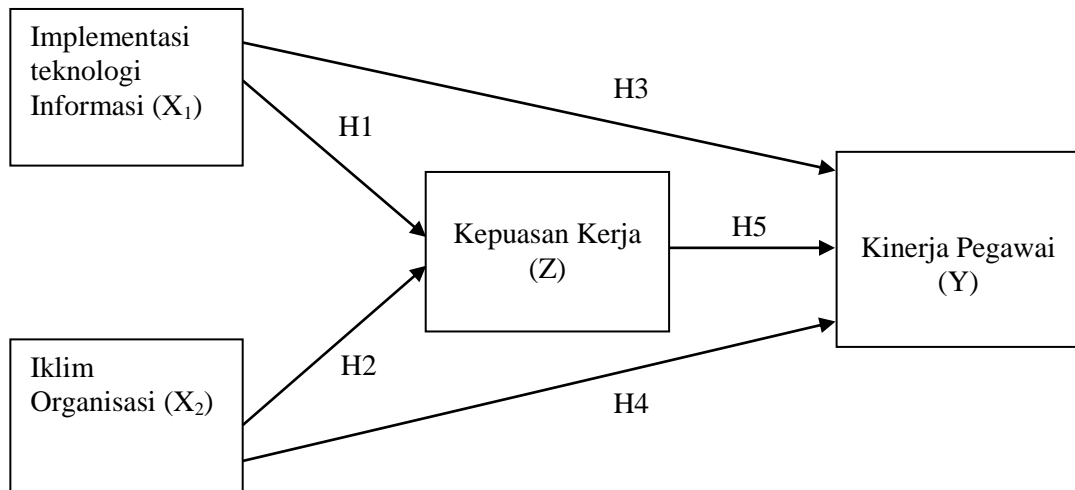 Implementasi
teknologi
Informasi (X₁)
H3
H1
Kepuasan Kerja
(Z)
H5
Kinerja Pegawai
(Y)
Iklim
Organisasi (X₂)
H2
H4